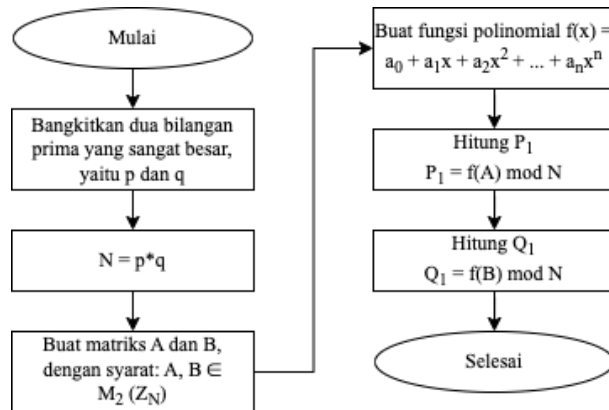 Mulai
Bangkitkan dua bilangan
prima yang sangat besar,
yaitu p dan q
N = p*q
Buat matriks A dan B,
dengan syarat: A, B ∈
M₂ (Z_N)
Buat fungsi polinomial f(x) =
a₀ + a₁x + a₂x² + ... + aₙxⁿ
Hitung P₁
P₁ = f(A) mod N
Hitung Q₁
Q₁ = f(B) mod N
Selesai